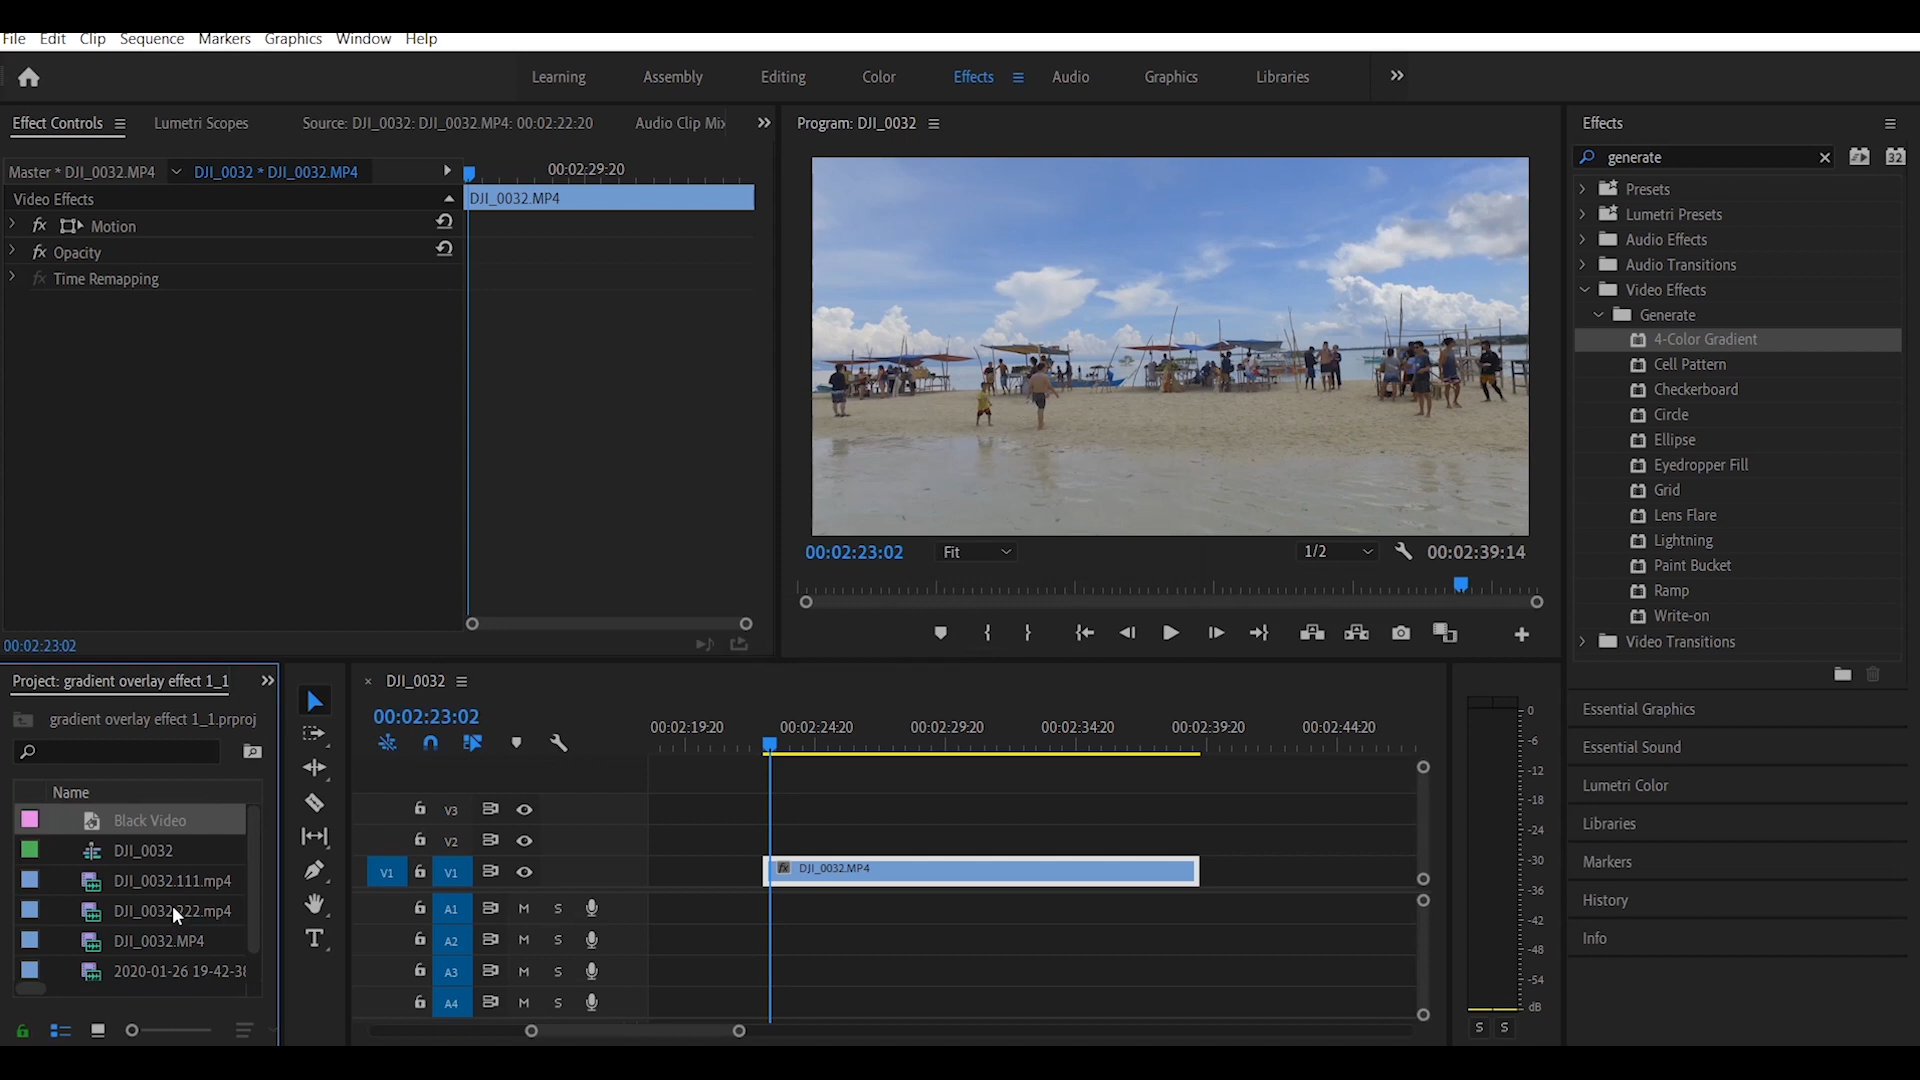 File Edit Clip Sequence Markers Graphics Window Help
Learning Assembly Editing Color Effects Audio Graphics Libraries
Effect Controls Lumetri Scopes Source: DJI_0032: DJI_0032.MP4: 00:02:22:20 Audio Clip Mix
Master * DJI_0032.MP4 DJI_0032 * DJI_0032.MP4 00:02:29:20
Video Effects DJI_0032.MP4
fx Motion
fx Opacity
fx Time Remapping
00:02:23:02
Program: DJI_0032
00:02:23:02 Fit 1/2 00:02:39:14
Effects
generate 32
Presets
Lumetri Presets
Audio Effects
Audio Transitions
Video Effects
Generate
4-Color Gradient
Cell Pattern
Checkerboard
Circle
Ellipse
Eyedropper Fill
Grid
Lens Flare
Lightning
Paint Bucket
Ramp
Write-on
Video Transitions
Essential Graphics
Essential Sound
Lumetri Color
Libraries
Markers
History
Info
Project: gradient overlay effect 1_1
gradient overlay effect 1_1.prproj
Name
Black Video
DJI_0032
DJI_0032.111.mp4
DJI_0032.222.mp4
DJI_0032.MP4
2020-01-26 19-42-38
DJI_0032
00:02:23:02
00:02:19:20 00:02:24:20 00:02:29:20 00:02:34:20 00:02:39:20 00:02:44:20
V3
V2
V1 V1 fx DJI_0032.MP4
A1 M S
A2 M S
A3 M S
A4 M S
0
-6
-12
-18
-24
-30
-36
-42
-48
-54
dB
S S